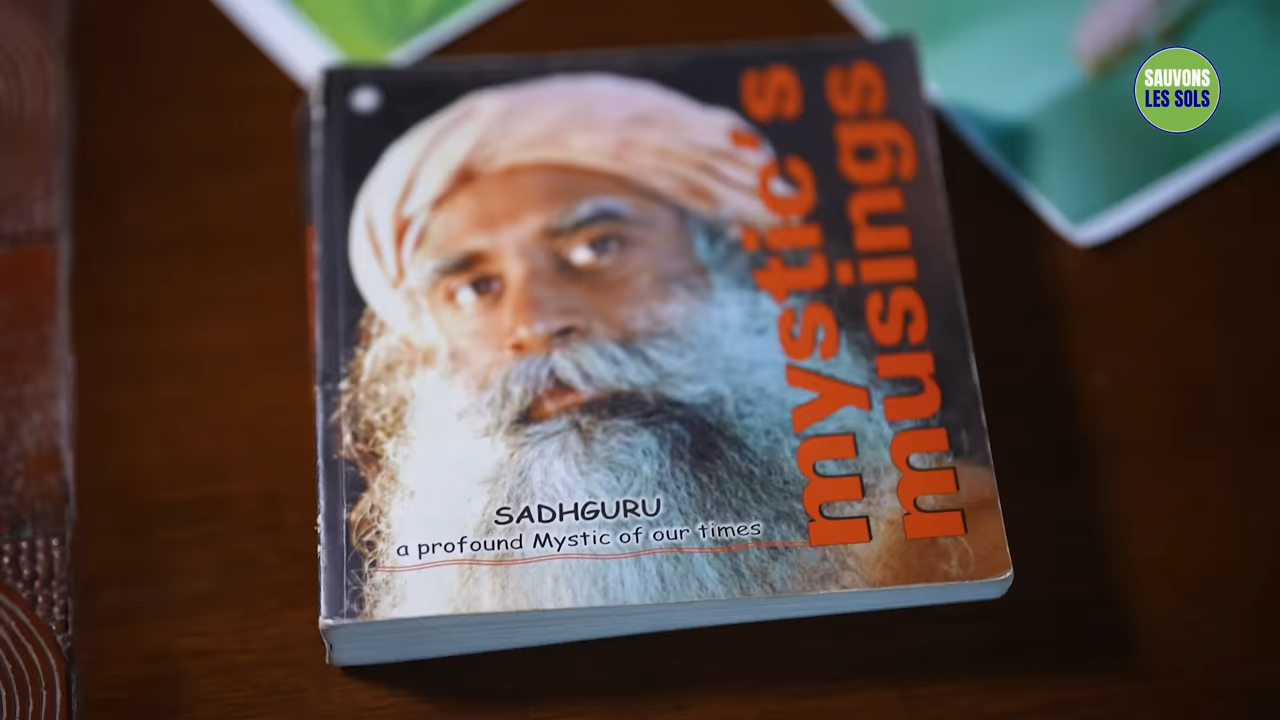 mystic's
musings
SADHGURU
a profound Mystic of our times
SAUVONS
LES SOLS